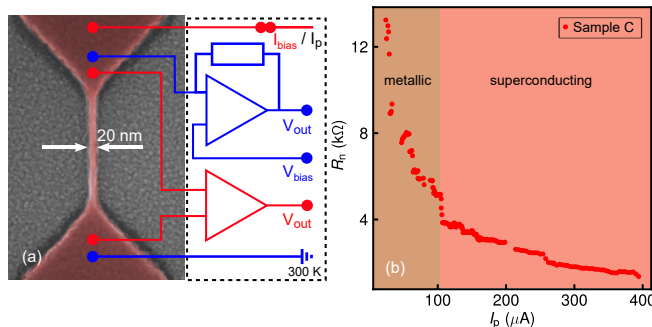 I_bias / I_p
20 nm
V_out
V_bias
V_out
(a)
300 K
Sample C
metallic
superconducting
R_n (kΩ)
12
8
4
(b)
100
200
300
400
I_p (μA)